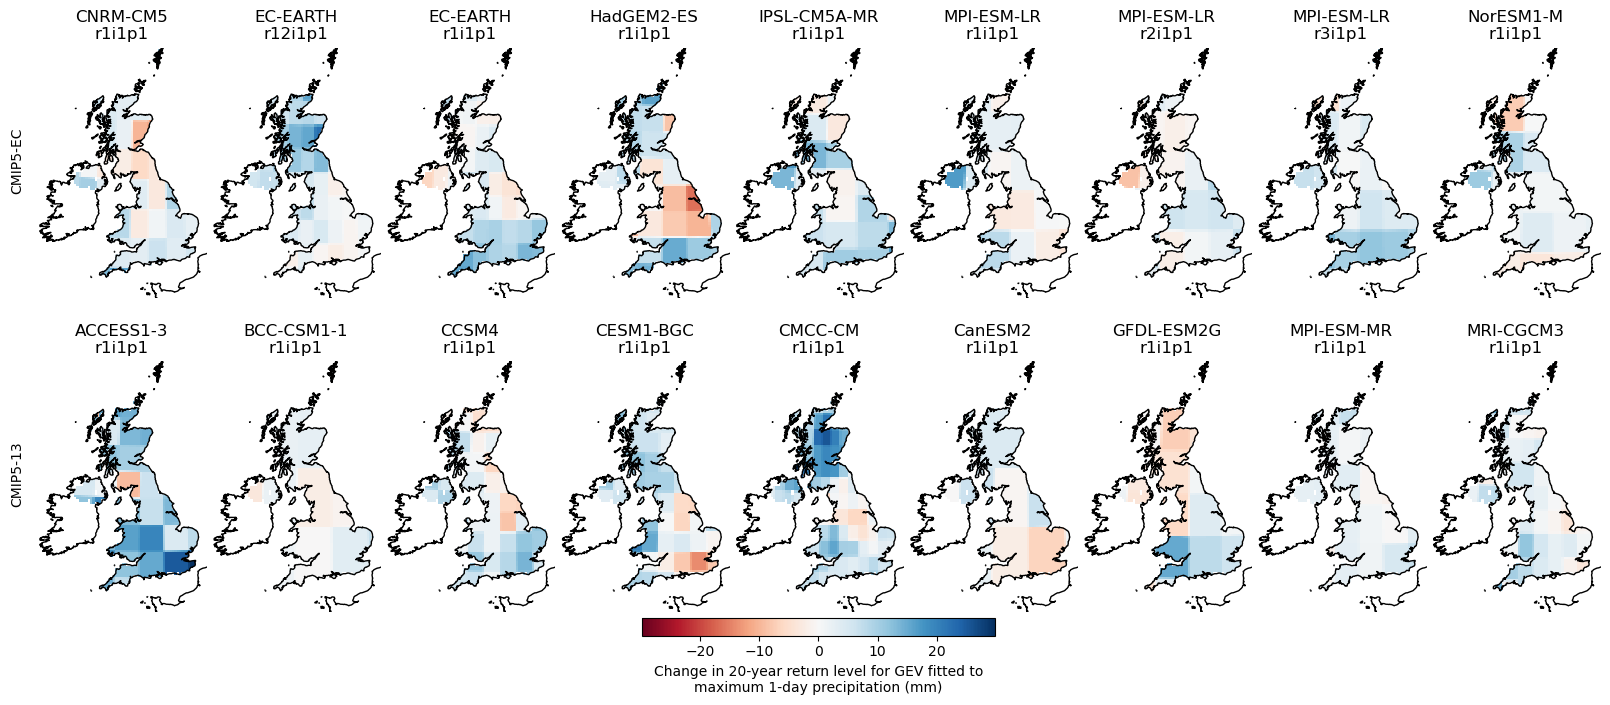 CNRM-CM5 EC-EARTH EC-EARTH HadGEM2-ES IPSL-CM5A-MR MPI-ESM-LR MPI-ESM-LR MPI-ESM-LR NorESM1-M
r1i1p1 r12i1p1 r1i1p1 r1i1p1 r1i1p1 r1i1p1 r2i1p1 r3i1p1 r1i1p1
CMIP5-EC
ACCESS1-3 BCC-CSM1-1 CCSM4 CESM1-BGC CMCC-CM CanESM2 GFDL-ESM2G MPI-ESM-MR MRI-CGCM3
r1i1p1 r1i1p1 r1i1p1 r1i1p1 r1i1p1 r1i1p1 r1i1p1 r1i1p1 r1i1p1
CMIP5-13
−20 −10 0 10 20
Change in 20-year return level for GEV fitted to
maximum 1-day precipitation (mm)